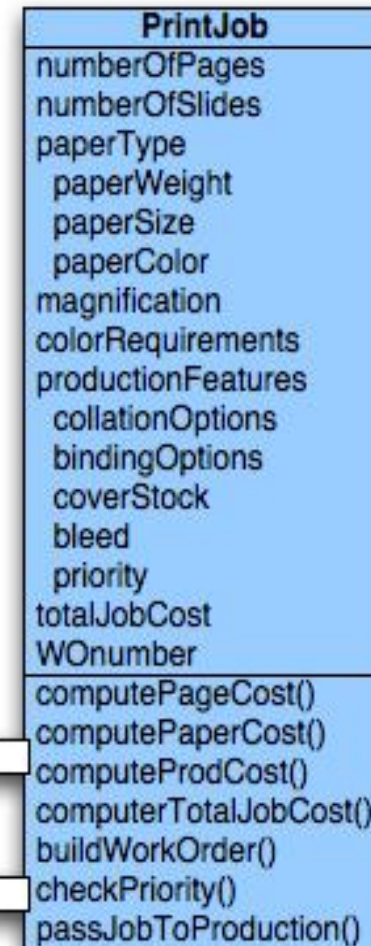 PrintJob
numberOfPages
numberOfSlides
paperType
paperWeight
paperSize
paperColor
magnification
colorRequirements
productionFeatures
collationOptions
bindingOptions
coverStock
bleed
priority
totalJobCost
WOnumber
computePageCost()
computePaperCost()
computeProdCost()
computerTotalJobCost()
buildWorkOrder()
checkPriority()
passJobToProduction()